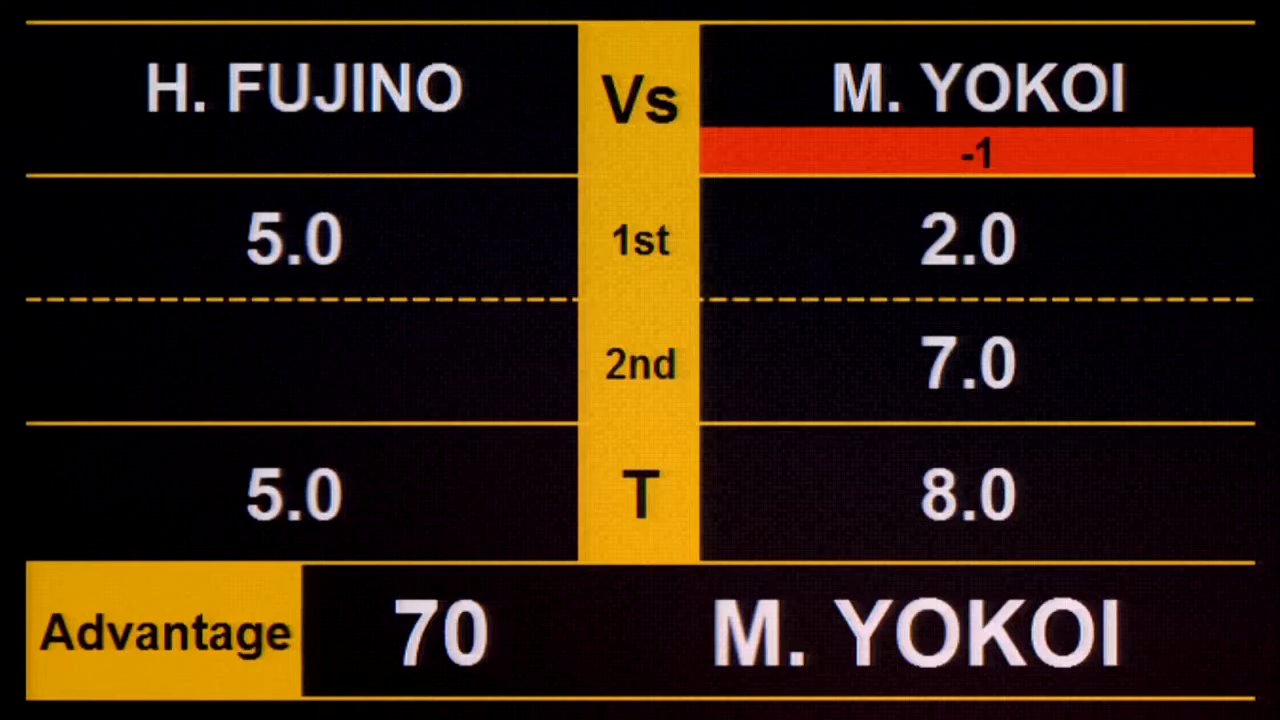 H. FUJINO Vs M. YOKOI
-1
5.0 1st 2.0
2nd 7.0
5.0 T 8.0
Advantage 70 M. YOKOI